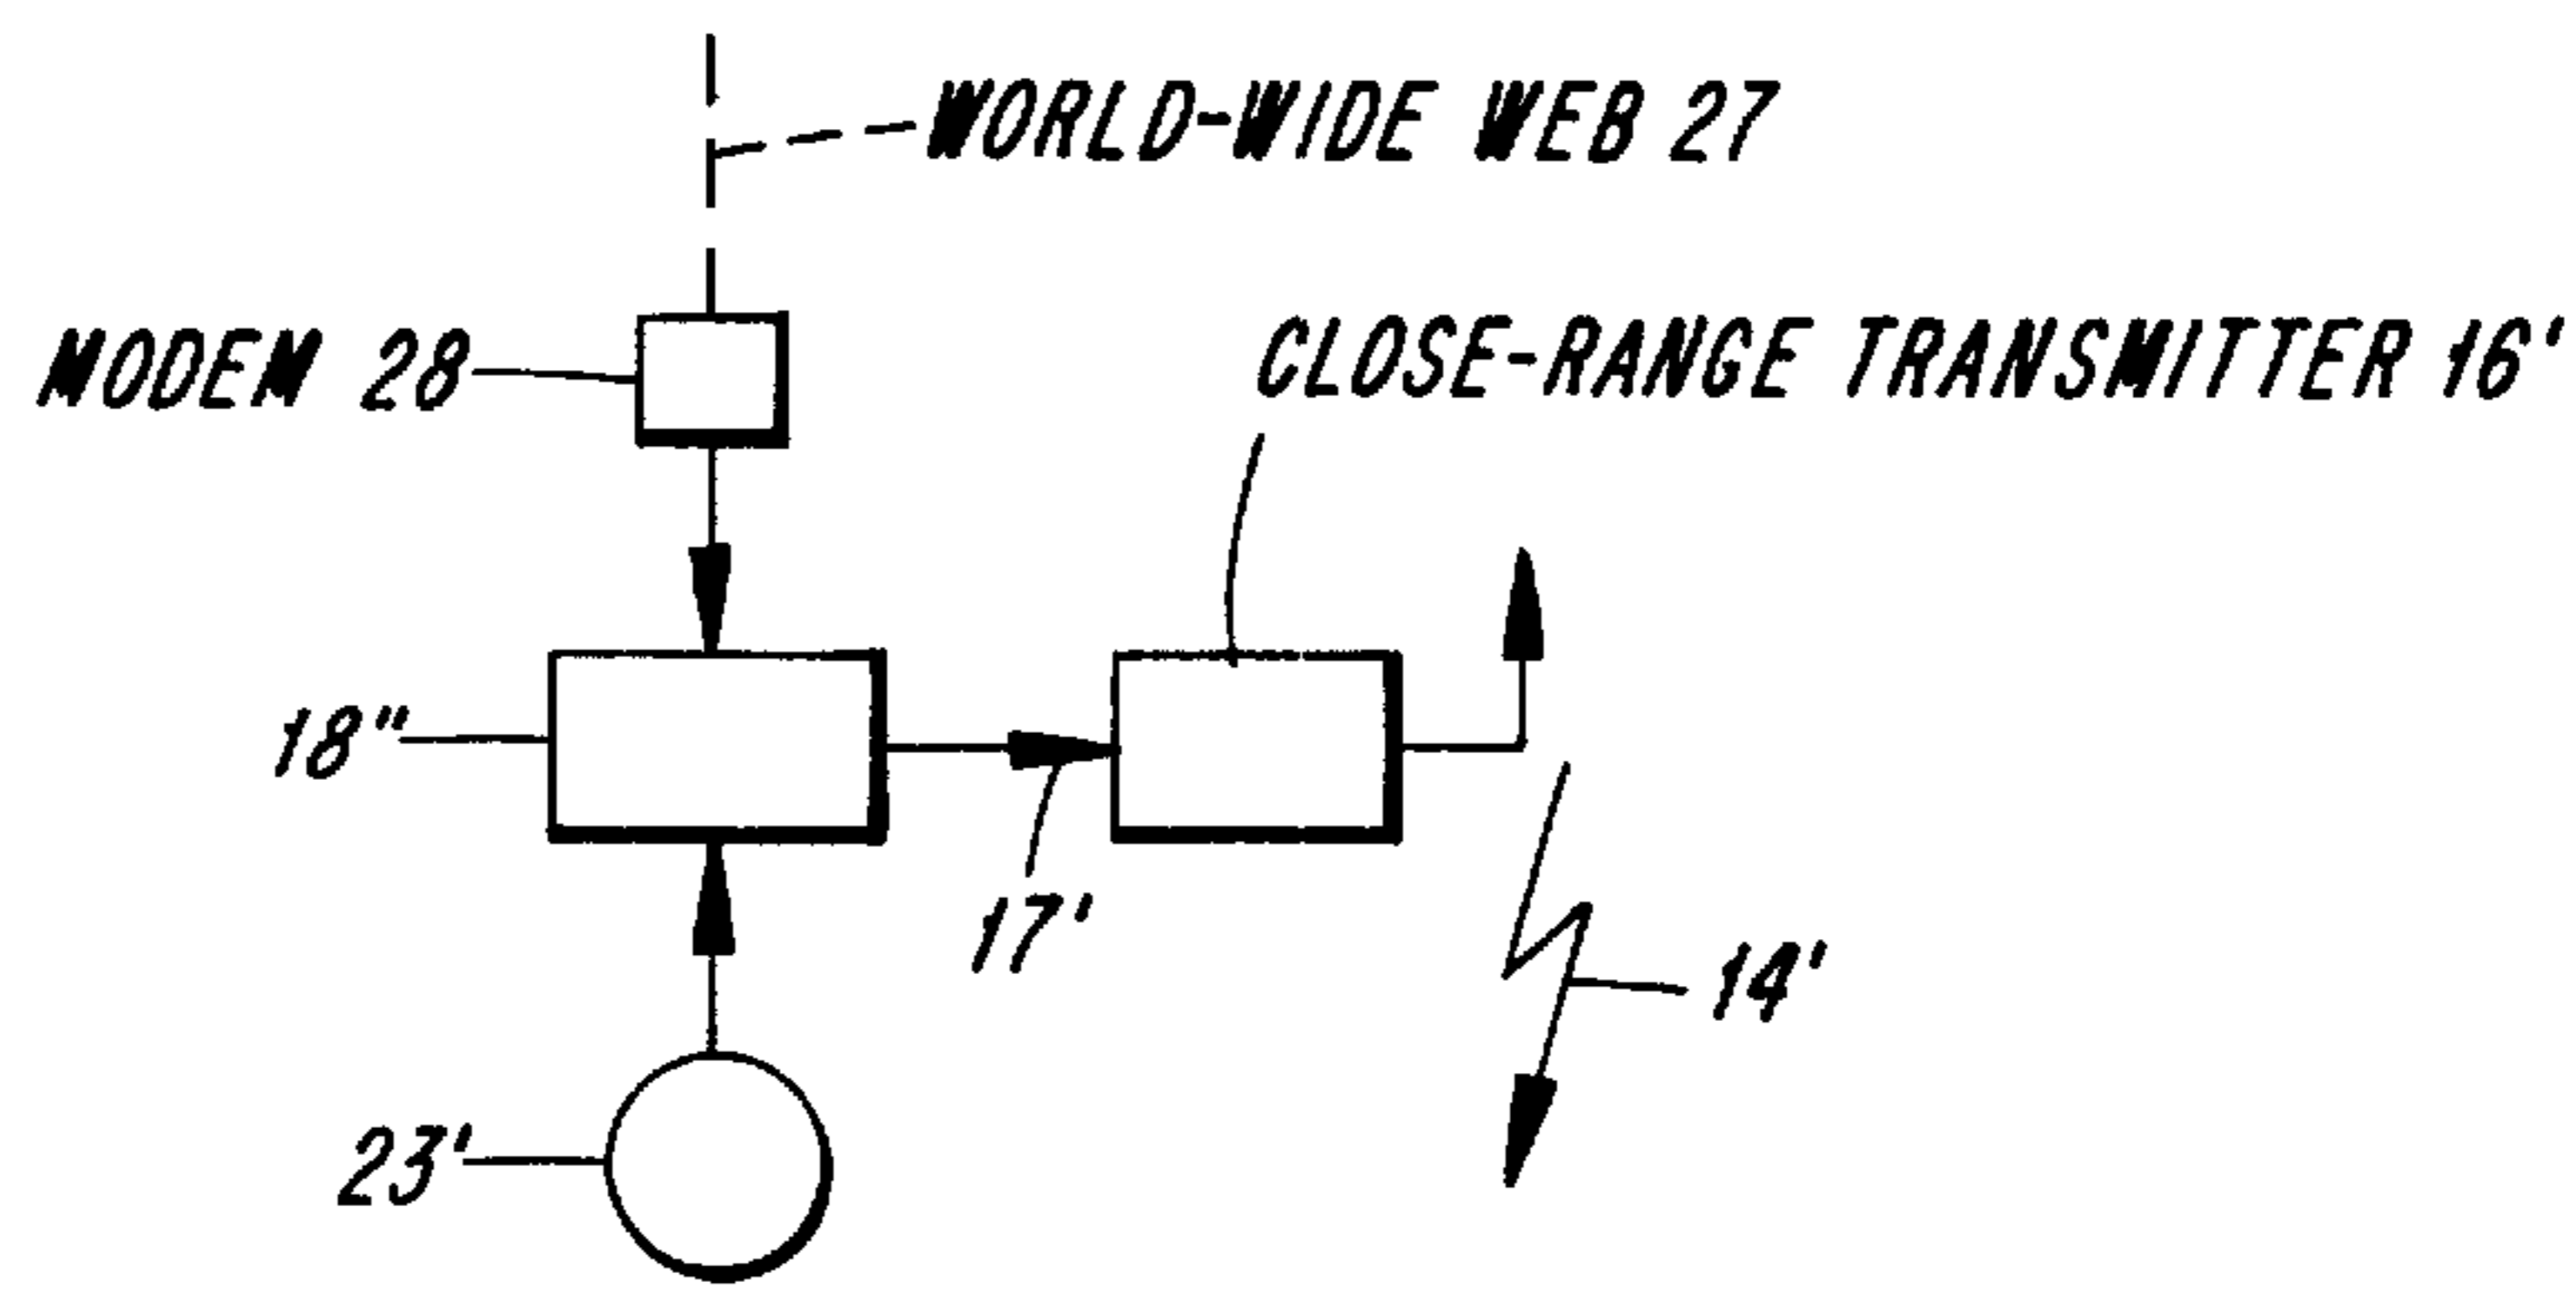 WORLD-WIDE WEB 27
MODEM 28
CLOSE-RANGE TRANSMITTER 16'
18"
17'
14'
23'